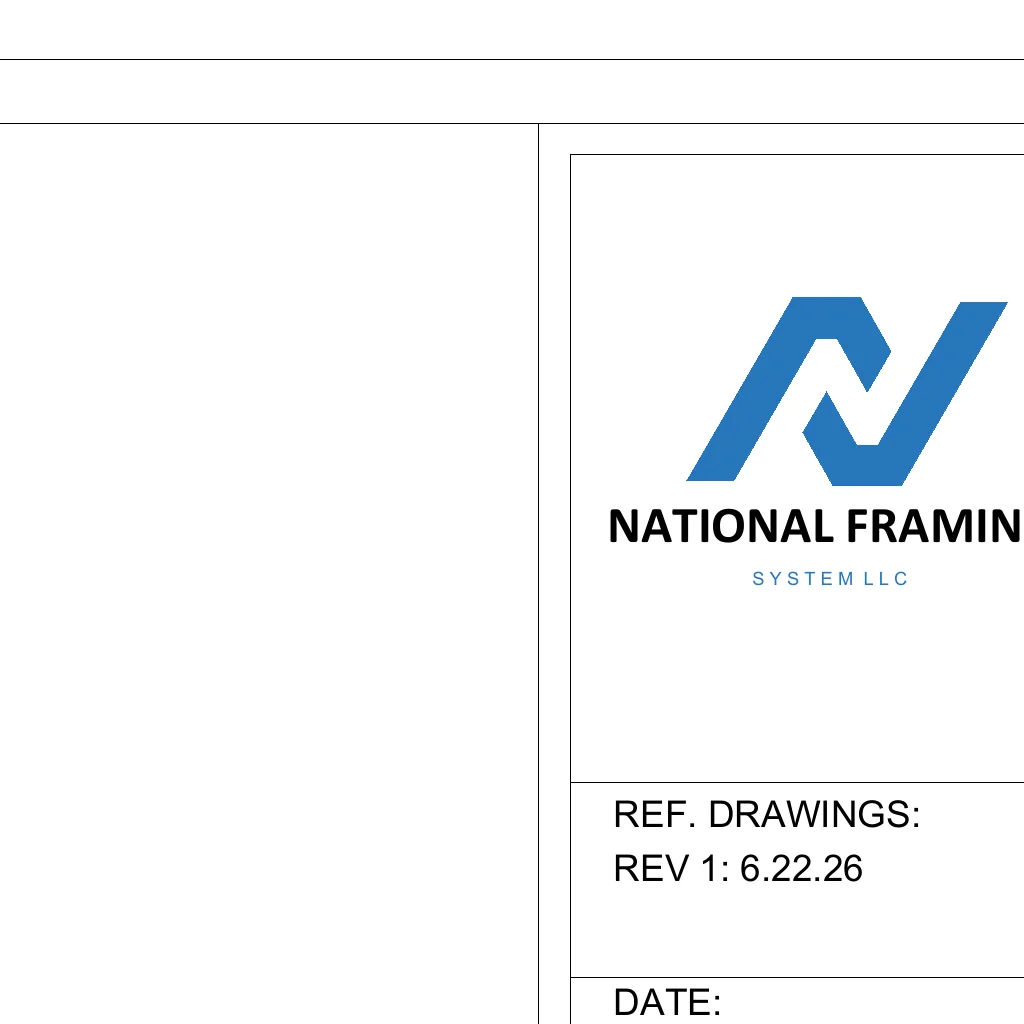 NATIONAL FRAMIN
SYSTEM LLC
REF. DRAWINGS:
REV 1: 6.22.26
DATE: